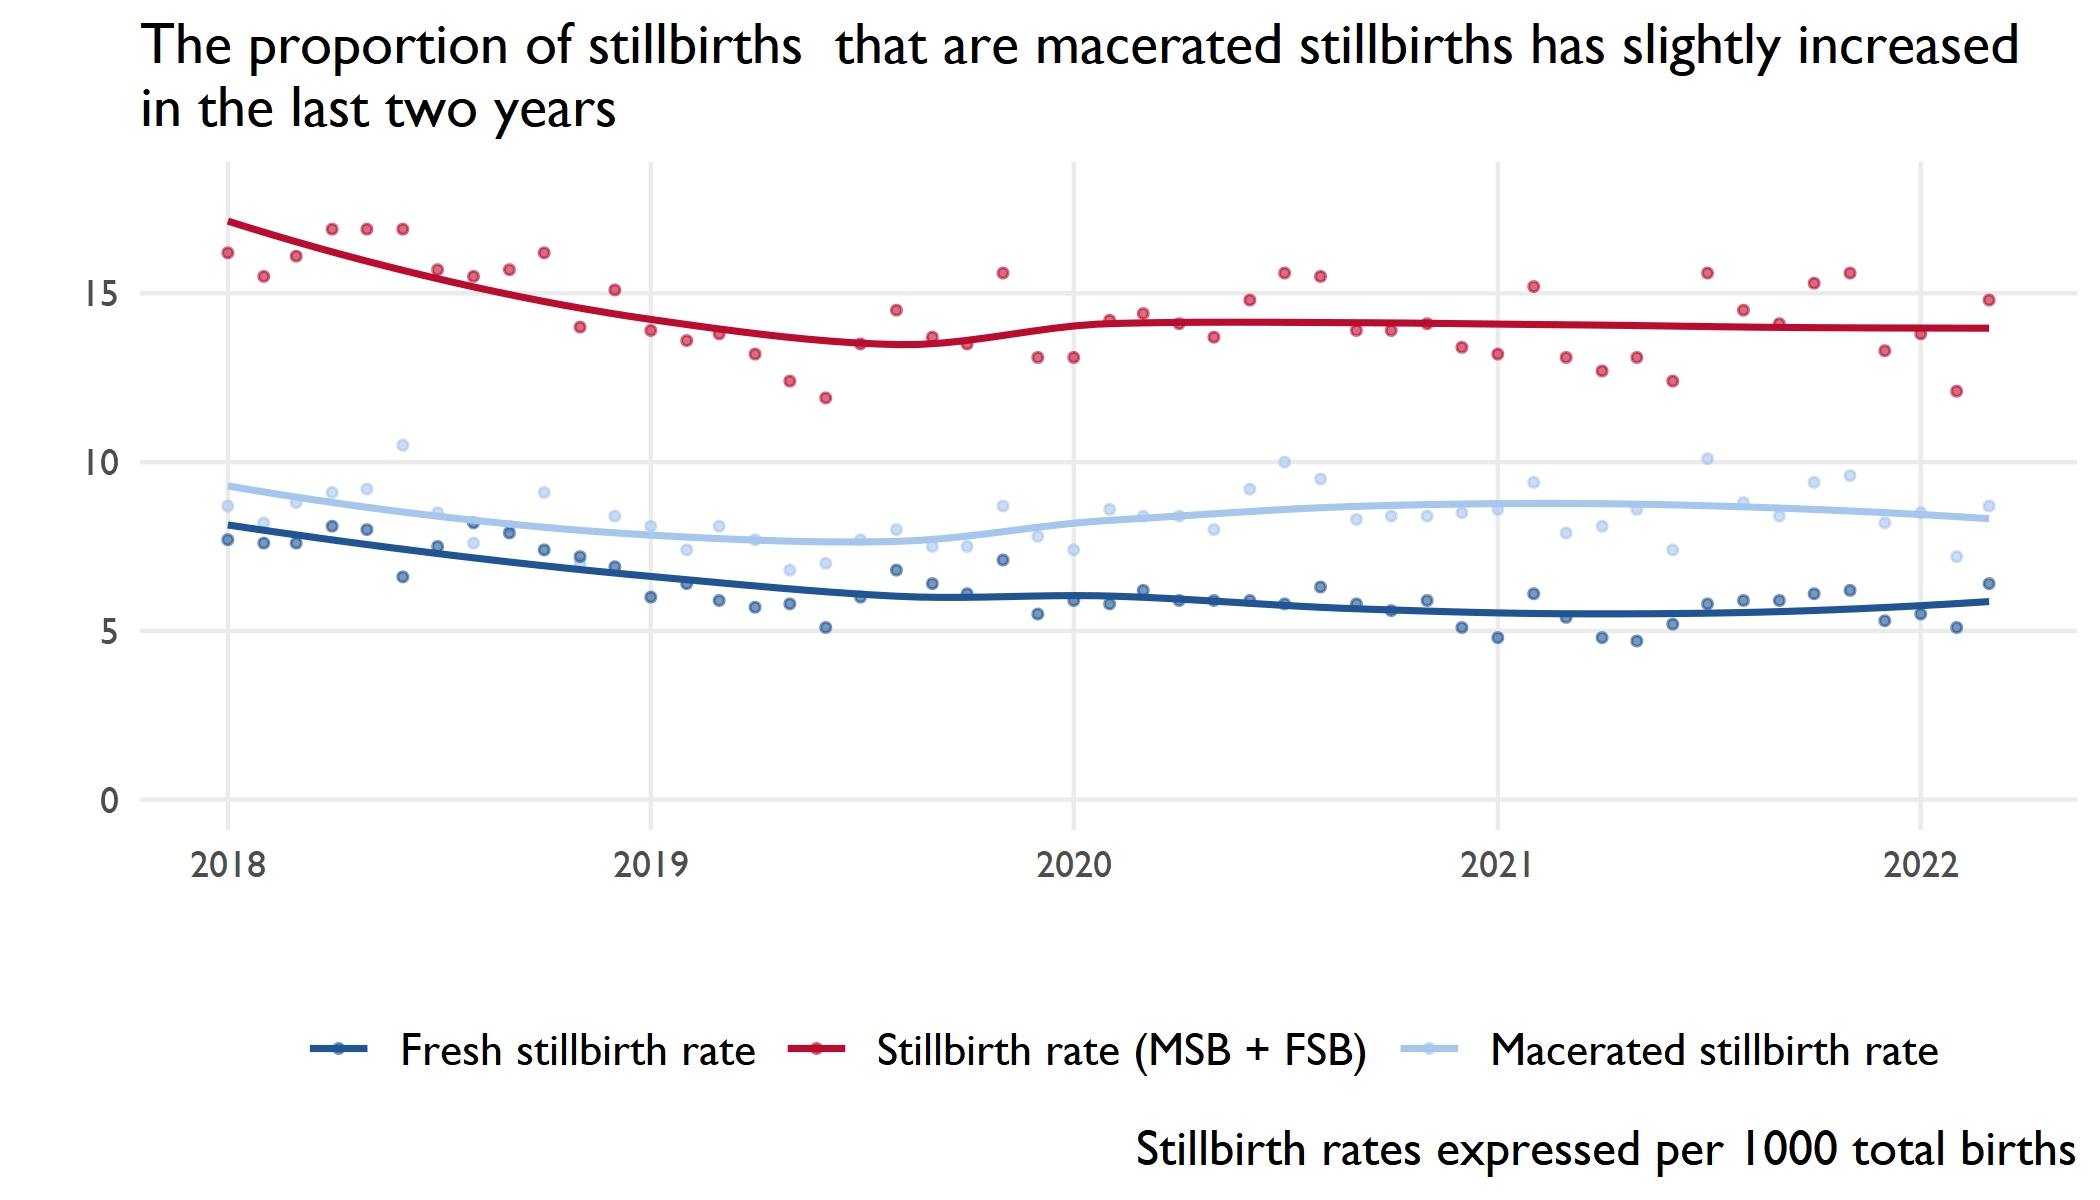 The proportion of stillbirths  that are macerated stillbirths has slightly increased
in the last two years
15
10
5
0
2018 2019 2020 2021 2022
Fresh stillbirth rate Stillbirth rate (MSB + FSB) Macerated stillbirth rate
Stillbirth rates expressed per 1000 total births